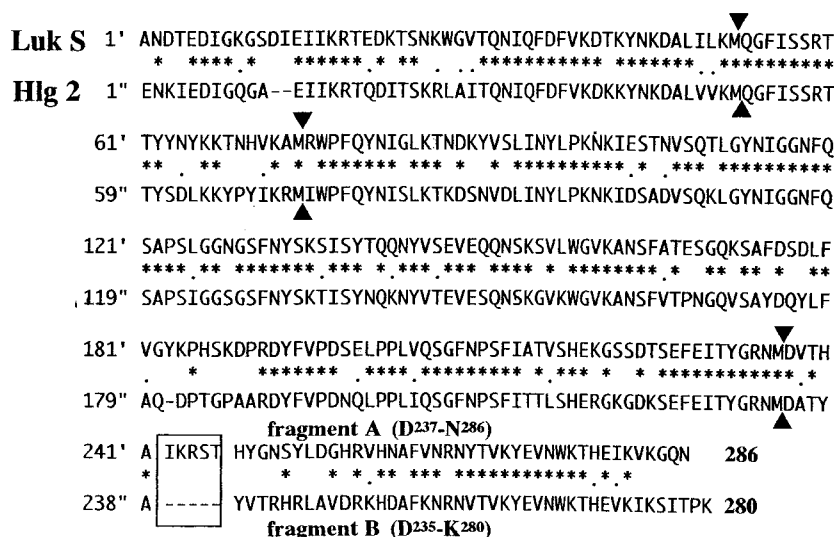 Luk S 1' ANDTEDIGKGSDIEIIKRTEDKTSNKWGVTQNIQFDFVKDTKYNKDALILKMQGFISSRT
Hlg 2 1" ENKIEDIGQGA--EIIKRTQDITSKRLAITQNIQFDFVKDKKYNKDALVVKMQGFISSRT
61' TYYNYKKTNHVKAMRWPFQYNIGLKTNDKYVSLINYLPKNKIESTNVSQTLGYNIGGNFQ
59" TYSDLKKYPYIKRMIWPFQYNISLKTKDSNVDLINYLPKNKIDSADVSQKLGYNIGGNFQ
121' SAPSLGGNGSFNYSKSISYTQQNYVSEVEQQNSKSVLWGVKANSFATESGQKSAFDSDLF
119" SAPSIGGSGSFNYSKTISYNQKNYVTEVESQNSKGVKWGVKANSFVTPNGQVSAYDQYLF
181' VGYKPHSKDPRDYFVPDSELPPLVQSGFNPSFIATVSHEKGSSDTSEFEITYGRNMDVTH
179" AQ-DPTGPAARDYFVPDNQLPPLIQSGFNPSFITTLSHERGKGDKSEFEITYGRNMDATY
fragment A (D237-N286)
241' A IKRST HYGNSYLDGHRVHNAFVNRNYTVKYEVNWKTHEIKVKGQN 286
238" A ----- YVTRHRLAVDRKHDAFKNRNVTVKYEVNWKTHEVKIKSITPK 280
fragment B (D235-K280)